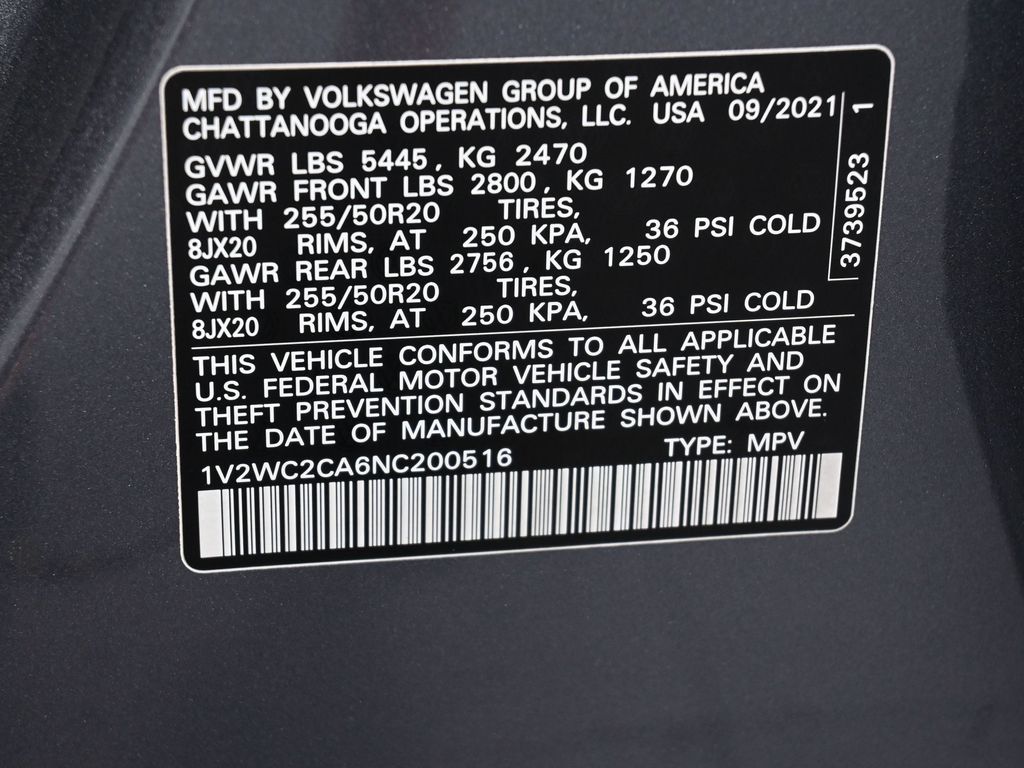 MFD BY VOLKSWAGEN GROUP OF AMERICA
CHATTANOOGA OPERATIONS, LLC. USA 09/2021
GVWR LBS 5445, KG 2470
GAWR FRONT LBS 2800, KG 1270
WITH 255/50R20 TIRES,
8JX20 RIMS, AT 250 KPA, 36 PSI COLD
GAWR REAR LBS 2756, KG 1250
WITH 255/50R20 TIRES,
8JX20 RIMS, AT 250 KPA, 36 PSI COLD
3739523 1
THIS VEHICLE CONFORMS TO ALL APPLICABLE
U.S. FEDERAL MOTOR VEHICLE SAFETY AND
THEFT PREVENTION STANDARDS IN EFFECT ON
THE DATE OF MANUFACTURE SHOWN ABOVE.
1V2WC2CA6NC200516 TYPE: MPV